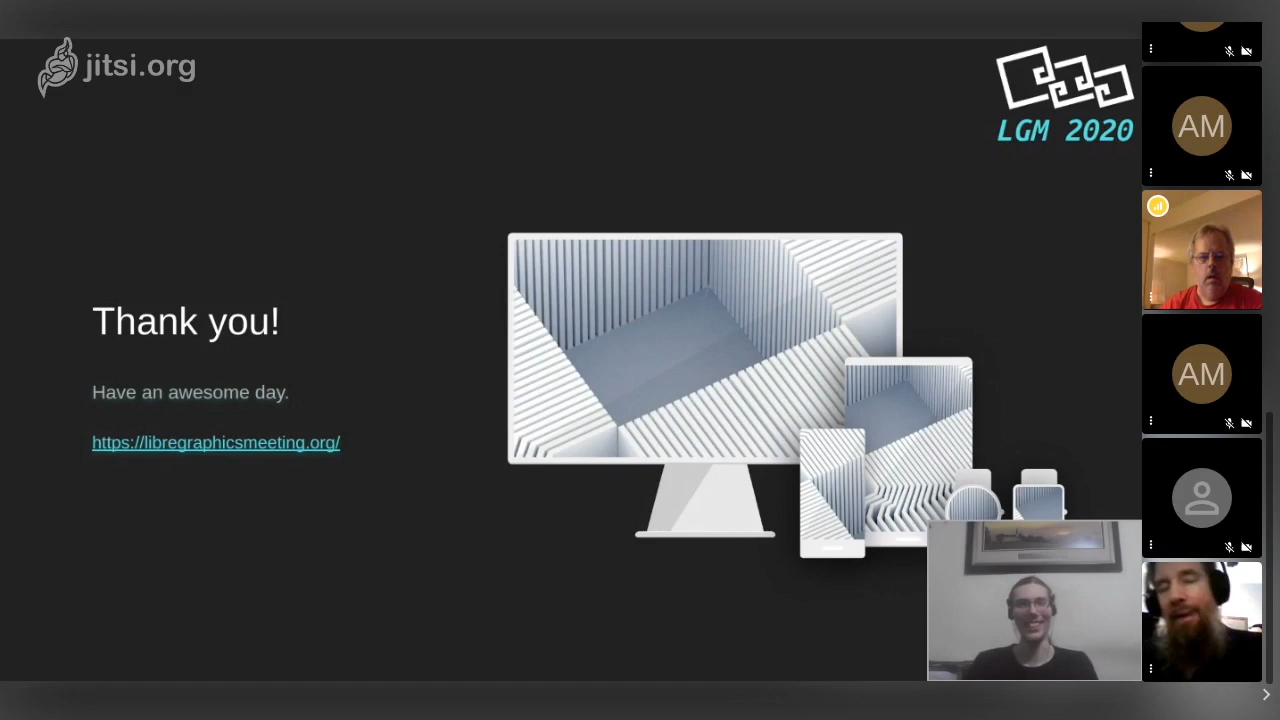 jitsi.org
LGM 2020
AM
Thank you!
Have an awesome day.
https://libregraphicsmeeting.org/
AM